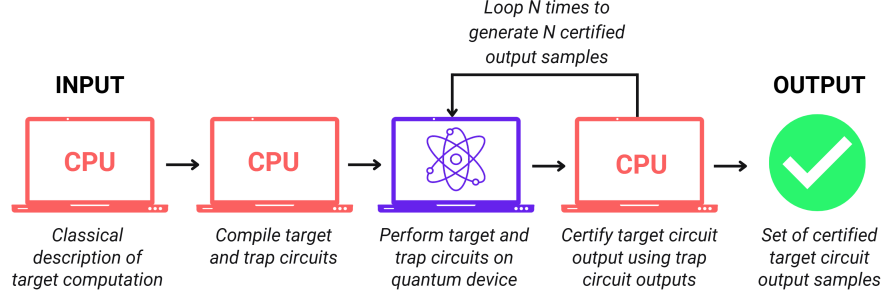 Loop N times to
generate N certified
output samples
INPUT
OUTPUT
CPU
CPU
CPU
Classical
description of
target computation
Compile target
and trap circuits
Perform target and
trap circuits on
quantum device
Certify target circuit
output using trap
circuit outputs
Set of certified
target circuit
output samples